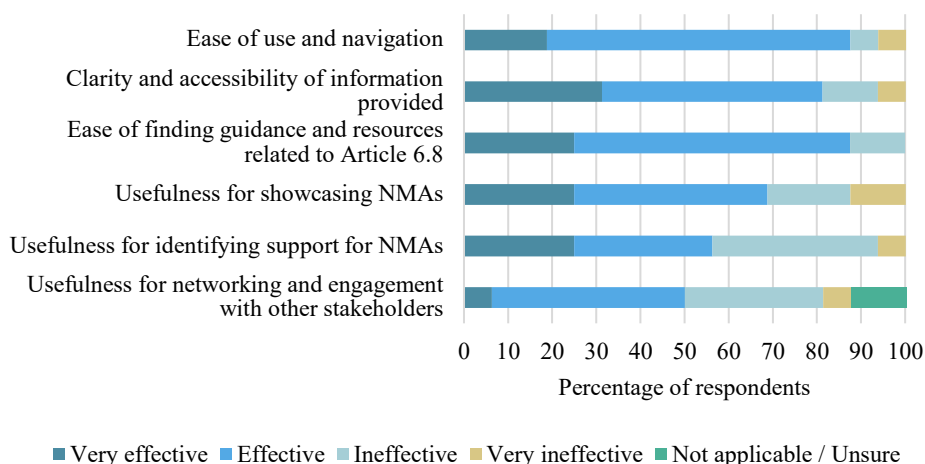 Ease of use and navigation
Clarity and accessibility of information
provided
Ease of finding guidance and resources
related to Article 6.8
Usefulness for showcasing NMAs
Usefulness for identifying support for NMAs
Usefulness for networking and engagement
with other stakeholders
0 10 20 30 40 50 60 70 80 90 100
Percentage of respondents
Very effective Effective Ineffective Very ineffective Not applicable / Unsure